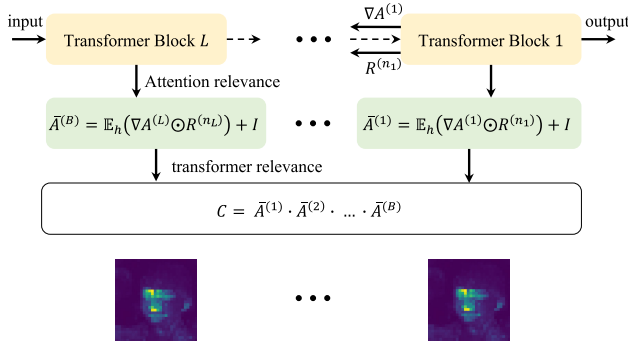 input
Transformer Block L
• • •
∇A^(1)
R^(n₁)
Transformer Block 1
output
Attention relevance
Ā^(B) = 𝔼ₕ(∇A^(L)⊙R^(n_L)) + I
• • •
Ā^(1) = 𝔼ₕ(∇A^(1)⊙R^(n₁)) + I
transformer relevance
C = Ā^(1) · Ā^(2) · … · Ā^(B)
• • •